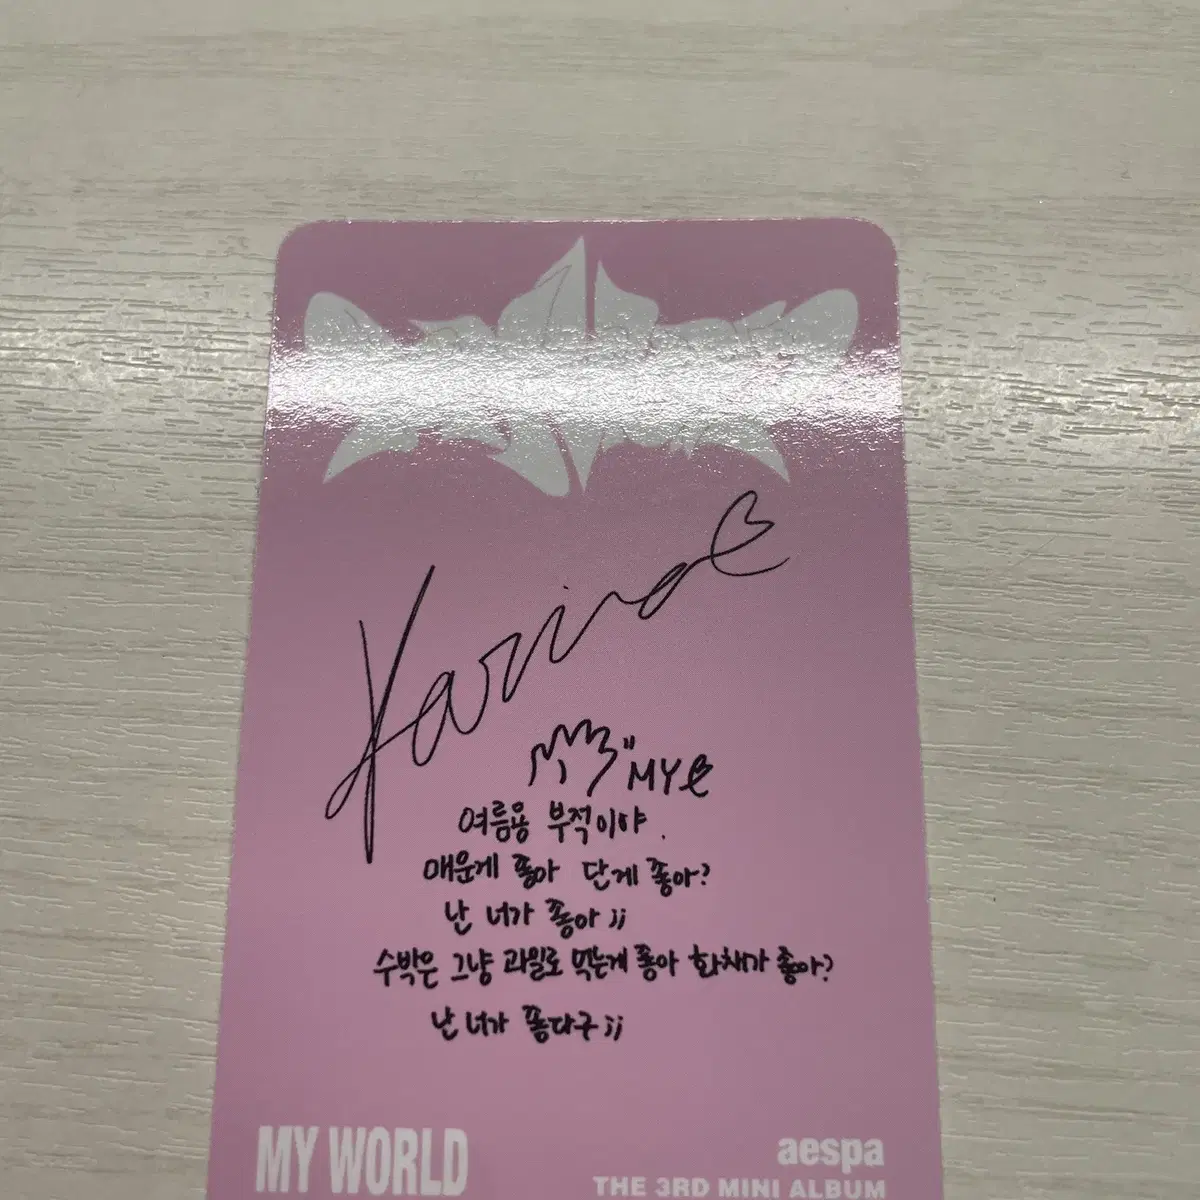 Karina
"MY
여름용 부적이야.
매운게 좋아 단게 좋아?
난 너가 좋아;;
수박은 그냥 과일로 먹는게 좋아 화채가 좋아?
난 너가 좋다구;;
MY WORLD
aespa
THE 3RD MINI ALBUM